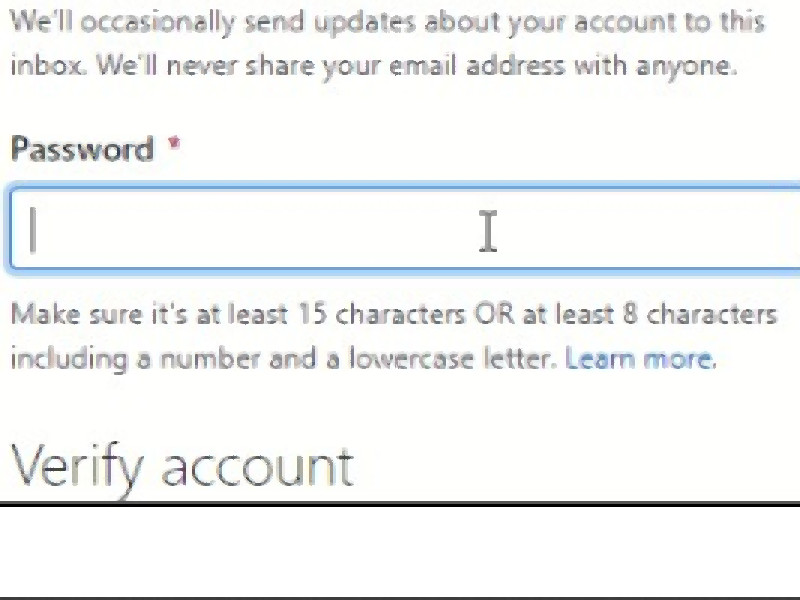 We'll occasionally send updates about your account to this
inbox. We'll never share your email address with anyone.
Password *
Make sure it's at least 15 characters OR at least 8 characters
including a number and a lowercase letter. Learn more.
Verify account